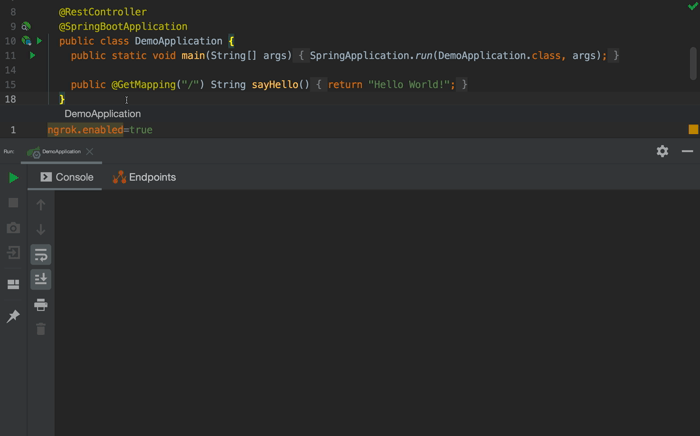 8 @RestController
9 @SpringBootApplication
10 public class DemoApplication {
11 public static void main(String[] args) { SpringApplication.run(DemoApplication.class, args); }
14
15 public @GetMapping("/") String sayHello() { return "Hello World!"; }
18 }
DemoApplication
1 ngrok.enabled=true
Run: DemoApplication
Console Endpoints